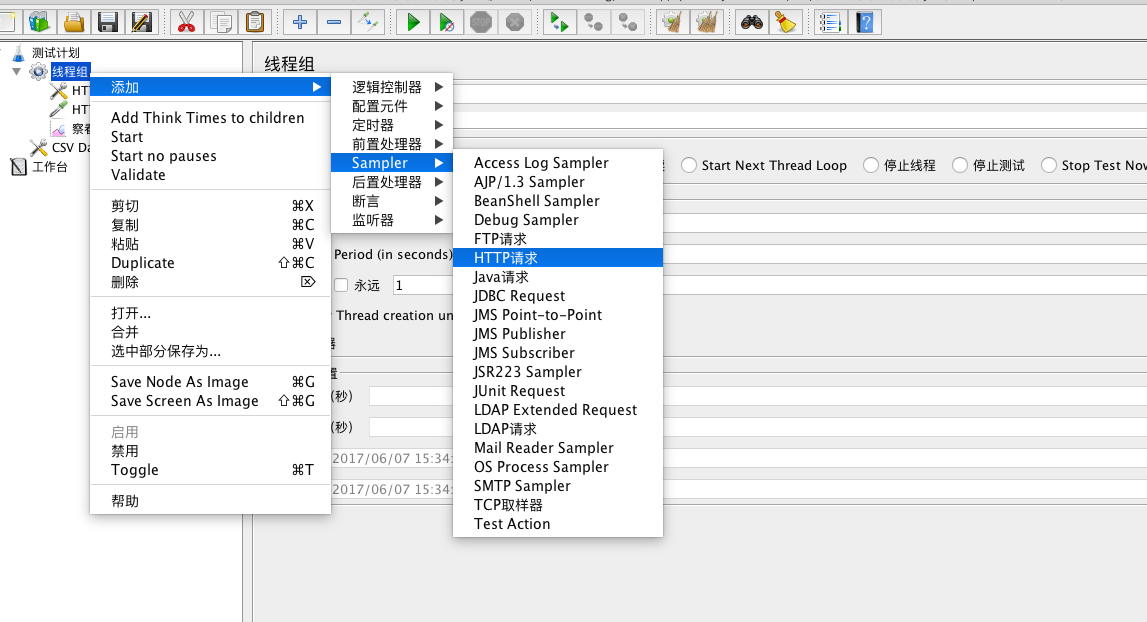 测试计划
线程组
线程组
HT
HT
察看
CSV Da
工作台
添加
Add Think Times to children
Start
Start no pauses
Validate
剪切 ⌘X
复制 ⌘C
粘贴 ⌘V
Duplicate ⇧⌘C
删除 ⌦
打开...
合并
选中部分保存为...
Save Node As Image ⌘G
Save Screen As Image ⇧⌘G
启用
禁用
Toggle ⌘T
帮助
逻辑控制器
配置元件
定时器
前置处理器
Sampler
后置处理器
断言
监听器
Access Log Sampler
AJP/1.3 Sampler
BeanShell Sampler
Debug Sampler
FTP请求
HTTP请求
Java请求
JDBC Request
JMS Point-to-Point
JMS Publisher
JMS Subscriber
JSR223 Sampler
JUnit Request
LDAP Extended Request
LDAP请求
Mail Reader Sampler
OS Process Sampler
SMTP Sampler
TCP取样器
Test Action
Start Next Thread Loop 停止线程 停止测试 Stop Test Now
Period (in seconds)
永远 1
Thread creation un
器
置
(秒)
(秒)
2017/06/07 15:34:
2017/06/07 15:34: